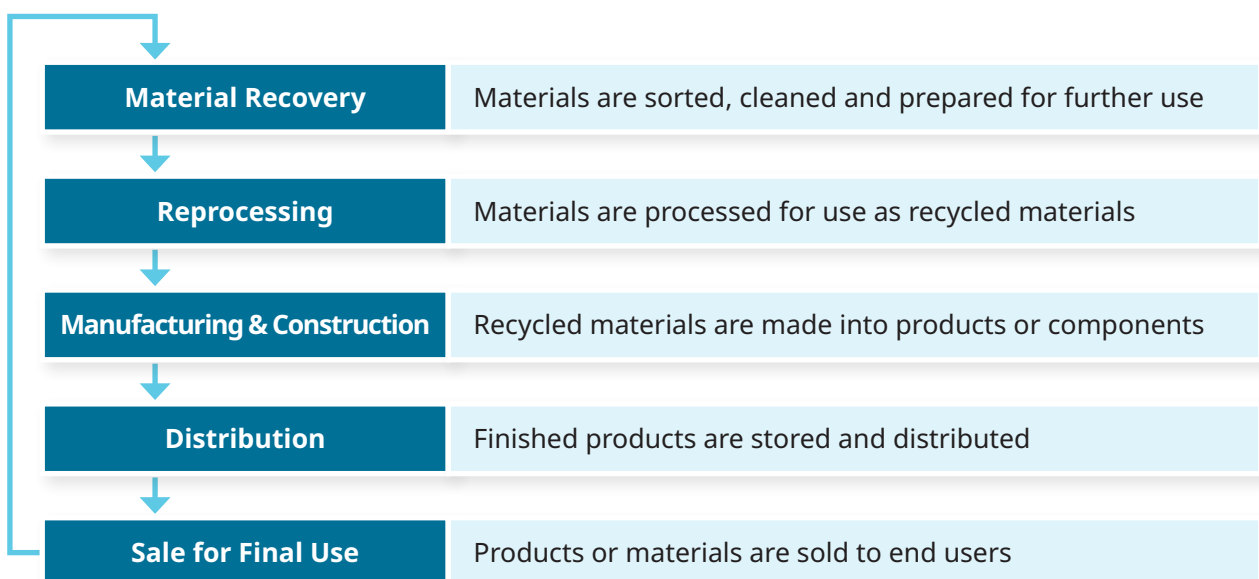 Material Recovery
Materials are sorted, cleaned and prepared for further use
Reprocessing
Materials are processed for use as recycled materials
Manufacturing & Construction
Recycled materials are made into products or components
Distribution
Finished products are stored and distributed
Sale for Final Use
Products or materials are sold to end users